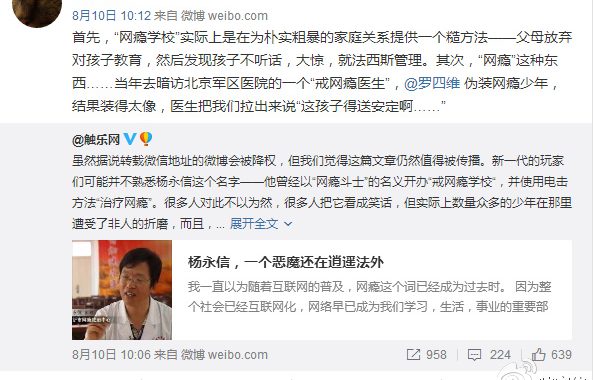 8月10日 10:12 来自 微博 weibo.com
首先，“网瘾学校”实际上是在为朴实粗暴的家庭关系提供一个糙方法——父母放弃
对孩子教育，然后发现孩子不听话，大惊，就法西斯管理。其次，“网瘾”这种东
西……当年去暗访北京军区医院的一个“戒网瘾医生”，@罗四维 伪装网瘾少年，
结果装得太像，医生把我们拉出来说“这孩子得送安定啊……”
@触乐网
虽然据说转载微信地址的微博会被降权，但我们觉得这篇文章仍然值得被传播。新一代的玩家
们可能并不熟悉杨永信这个名字——他曾经以“网瘾斗士”的名义开办“戒网瘾学校“，并使用电击
方法“治疗网瘾”。很多人对此不以为然，很多人把它看成笑话，但实际上数量众多的少年在那里
遭受了非人的折磨，而且，... 展开全文
杨永信，一个恶魔还在逍遥法外
我一直以为随着互联网的普及，网瘾这个词已经成为过去时。 因为整
个社会已经互联网化，网络早已成为我们学习，生活，事业的重要部
8月10日 10:06 来自 微博 weibo.com
958
224
639